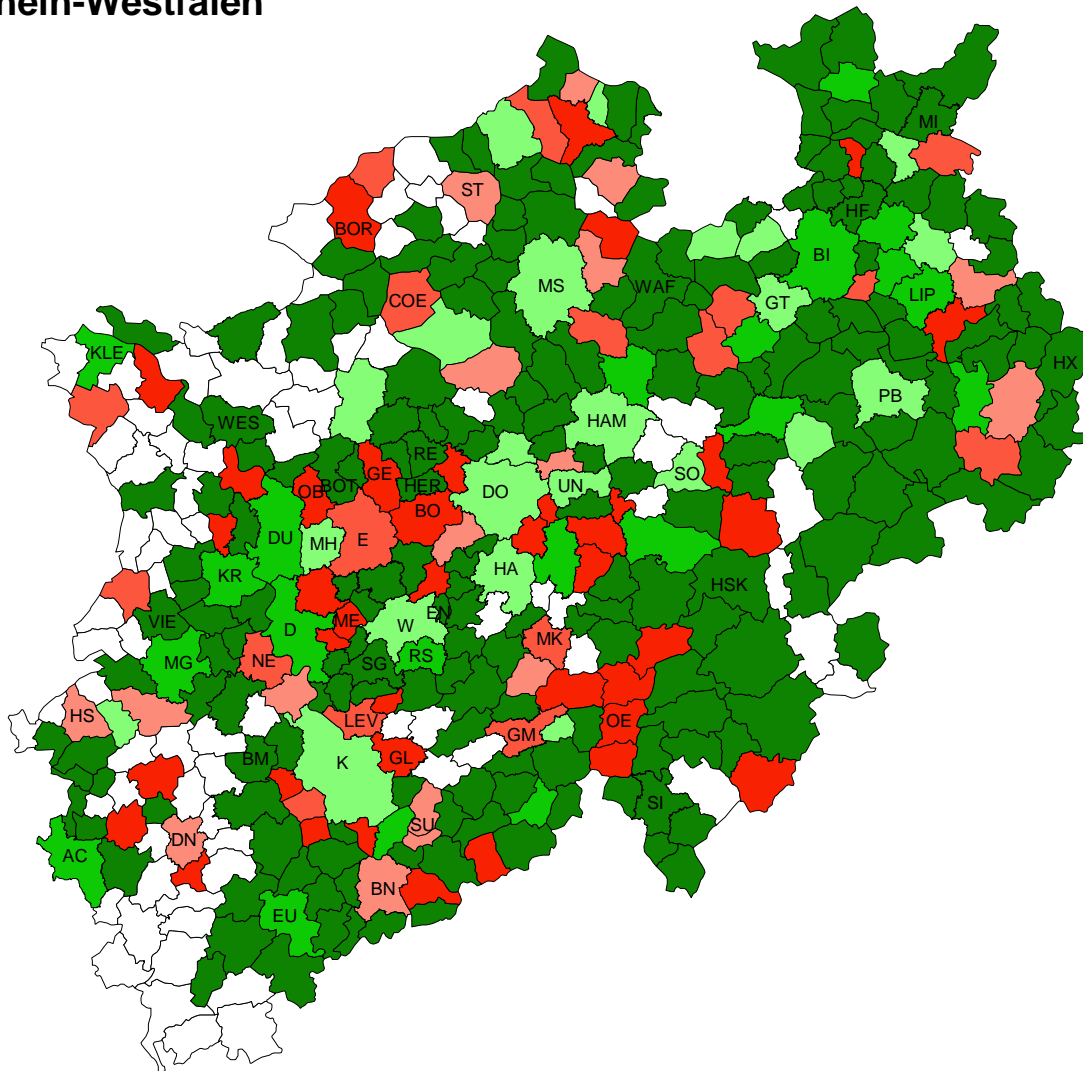 hein-Westfalen
MI
ST
HF
BOR
BI
MS
WAF
LIP
COE
GT
KLE
HX
PB
WES
HAM
RE
GE
SO
OB
BOT
HER
DO
UN
BO
DU
MH
E
HA
KR
HSK
EN
VIE
ME
W
D
MK
MG
NE
SG
RS
HS
LEV
OE
GM
BM
K
GL
SI
SU
DN
AC
BN
EU